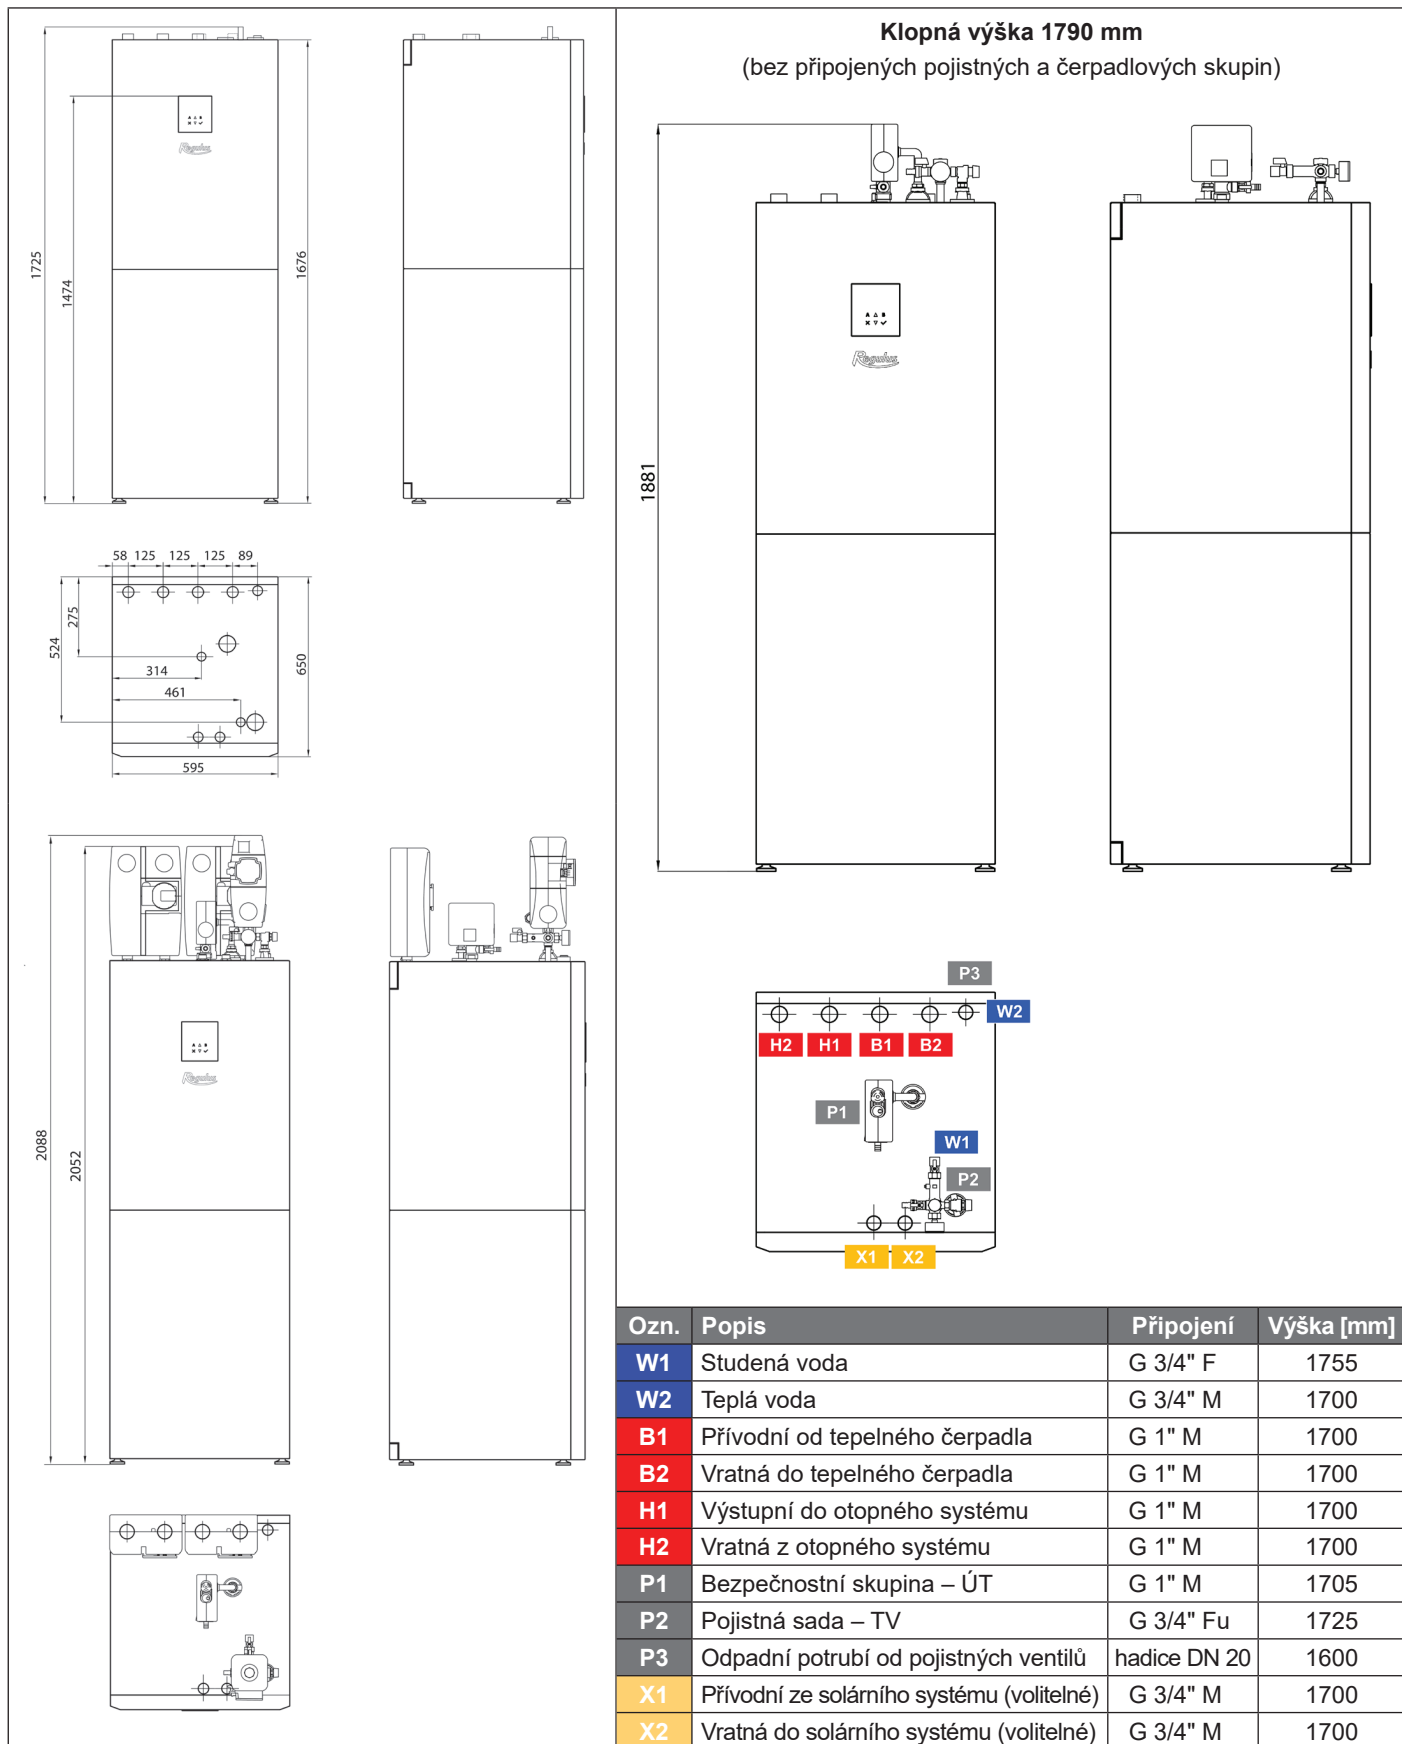 1725
1474
1676
Regulus
58 125 125 125 89
275
524
314
461
650
595
2088
2052
Regulus
Klopná výška 1790 mm
(bez připojených pojistných a čerpadlových skupin)
1881
A B
Regulus
P3
W2
H2 H1 B1 B2
P1
W1
P2
X1 X2
Ozn. Popis Připojení Výška [mm]
W1 Studená voda G 3/4" F 1755
W2 Teplá voda G 3/4" M 1700
B1 Přívodní od tepelného čerpadla G 1" M 1700
B2 Vratná do tepelného čerpadla G 1" M 1700
H1 Výstupní do otopného systému G 1" M 1700
H2 Vratná z otopného systému G 1" M 1700
P1 Bezpečnostní skupina – ÚT G 1" M 1705
P2 Pojistná sada – TV G 3/4" Fu 1725
P3 Odpadní potrubí od pojistných ventilů hadice DN 20 1600
X1 Přívodní ze solárního systému (volitelné) G 3/4" M 1700
X2 Vratná do solárního systému (volitelné) G 3/4" M 1700